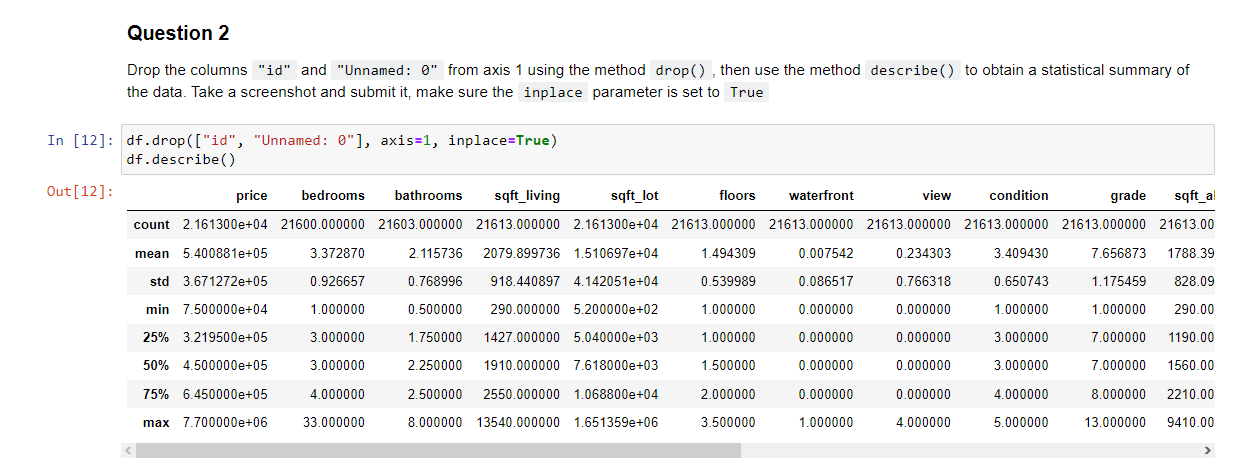 Question 2
Drop the columns "id" and "Unnamed: 0" from axis 1 using the method drop() , then use the method describe() to obtain a statistical summary of
the data. Take a screenshot and submit it, make sure the inplace parameter is set to True
In [12]: df.drop(["id", "Unnamed: 0"], axis=1, inplace=True)
df.describe()
Out[12]:
price bedrooms bathrooms sqft_living sqft_lot floors waterfront view condition grade sqft_al
count 2.161300e+04 21600.000000 21603.000000 21613.000000 2.161300e+04 21613.000000 21613.000000 21613.000000 21613.000000 21613.000000 21613.00
mean 5.400881e+05 3.372870 2.115736 2079.899736 1.510697e+04 1.494309 0.007542 0.234303 3.409430 7.656873 1788.39
std 3.671272e+05 0.926657 0.768996 918.440897 4.142051e+04 0.539989 0.086517 0.766318 0.650743 1.175459 828.09
min 7.500000e+04 1.000000 0.500000 290.000000 5.200000e+02 1.000000 0.000000 0.000000 1.000000 1.000000 290.00
25% 3.219500e+05 3.000000 1.750000 1427.000000 5.040000e+03 1.000000 0.000000 0.000000 3.000000 7.000000 1190.00
50% 4.500000e+05 3.000000 2.250000 1910.000000 7.618000e+03 1.500000 0.000000 0.000000 3.000000 7.000000 1560.00
75% 6.450000e+05 4.000000 2.500000 2550.000000 1.068800e+04 2.000000 0.000000 0.000000 4.000000 8.000000 2210.00
max 7.700000e+06 33.000000 8.000000 13540.000000 1.651359e+06 3.500000 1.000000 4.000000 5.000000 13.000000 9410.00